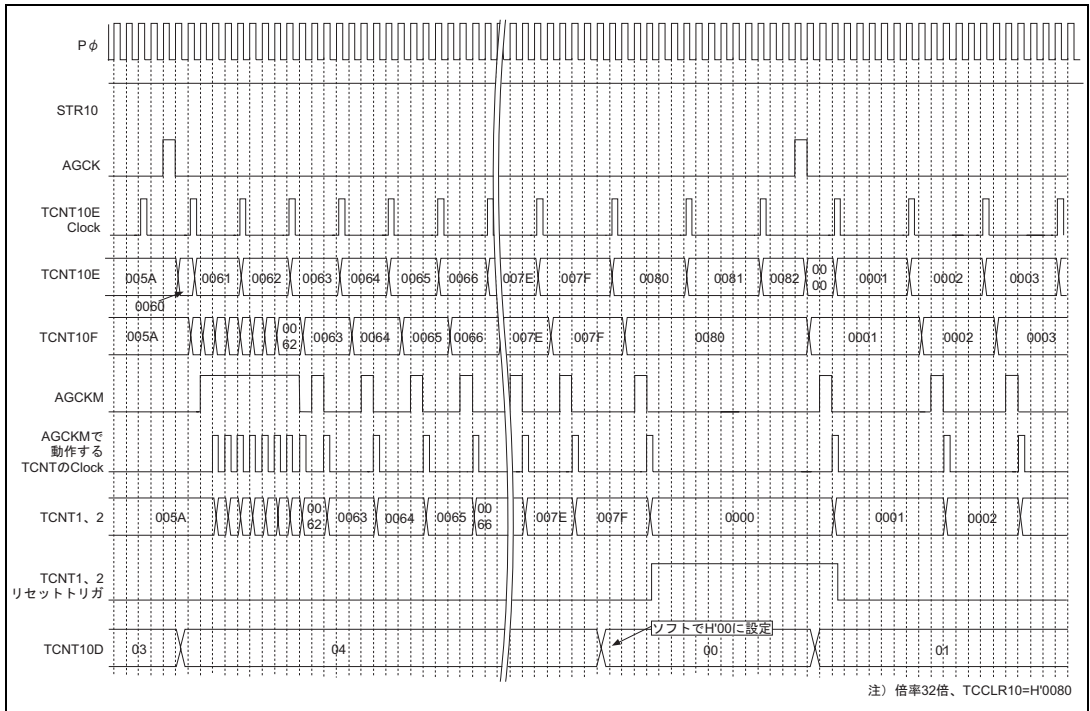 Pφ
STR10
AGCK
TCNT10E
Clock
TCNT10E
005A 0061 0062 0063 0064 0065 0066 007E 007F 0080 0081 0082 00 0001 0002 0003
00
0060
TCNT10F
005A 00 0063 0064 0065 0066 007E 007F 0080 0001 0002 0003
62
AGCKM
AGCKMで
動作する
TCNTのClock
TCNT1、2
005A 00 0063 0064 0065 00 007E 007F 0000 0001 0002
62 66
TCNT1、2
リセットトリガ
ソフトでH'00に設定
TCNT10D
03 04 00 01
注）倍率32倍、TCCLR10=H'0080